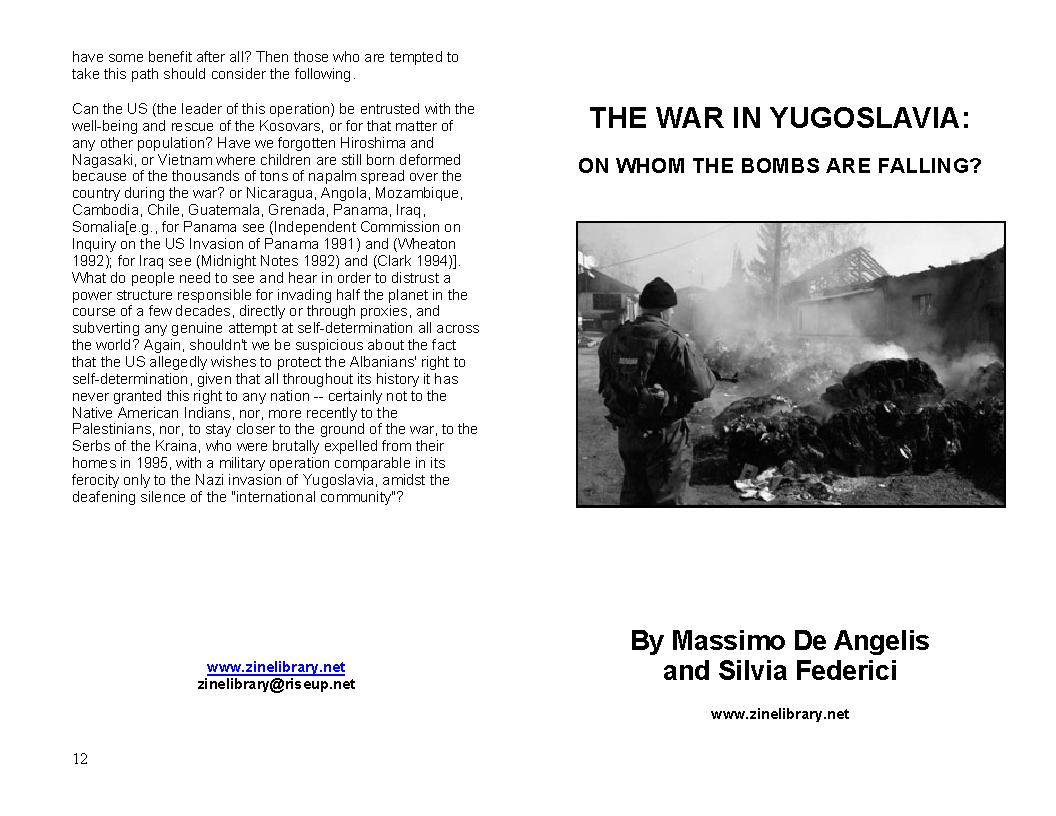 have some benefit after all? Then those who are tempted to
take this path should consider the following.
Can the US (the leader of this operation) be entrusted with the
well-being and rescue of the Kosovars, or for that matter of
any other population? Have we forgotten Hiroshima and
Nagasaki, or Vietnam where children are still born deformed
because of the thousands of tons of napalm spread over the
country during the war? or Nicaragua, Angola, Mozambique,
Cambodia, Chile, Guatemala, Grenada, Panama, Iraq,
Somalia[e.g., for Panama see (Independent Commission on
Inquiry on the US Invasion of Panama 1991) and (Wheaton
1992); for Iraq see (Midnight Notes 1992) and (Clark 1994)].
What do people need to see and hear in order to distrust a
power structure responsible for invading half the planet in the
course of a few decades, directly or through proxies, and
subverting any genuine attempt at self-determination all across
the world? Again, shouldn't we be suspicious about the fact
that the US allegedly wishes to protect the Albanians' right to
self-determination, given that all throughout its history it has
never granted this right to any nation -- certainly not to the
Native American Indians, nor, more recently to the
Palestinians, nor, to stay closer to the ground of the war, to the
Serbs of the Kraina, who were brutally expelled from their
homes in 1995, with a military operation comparable in its
ferocity only to the Nazi invasion of Yugoslavia, amidst the
deafening silence of the "international community"?
www.zinelibrary.net
zinelibrary@riseup.net
12
THE WAR IN YUGOSLAVIA:
ON WHOM THE BOMBS ARE FALLING?
By Massimo De Angelis
and Silvia Federici
www.zinelibrary.net